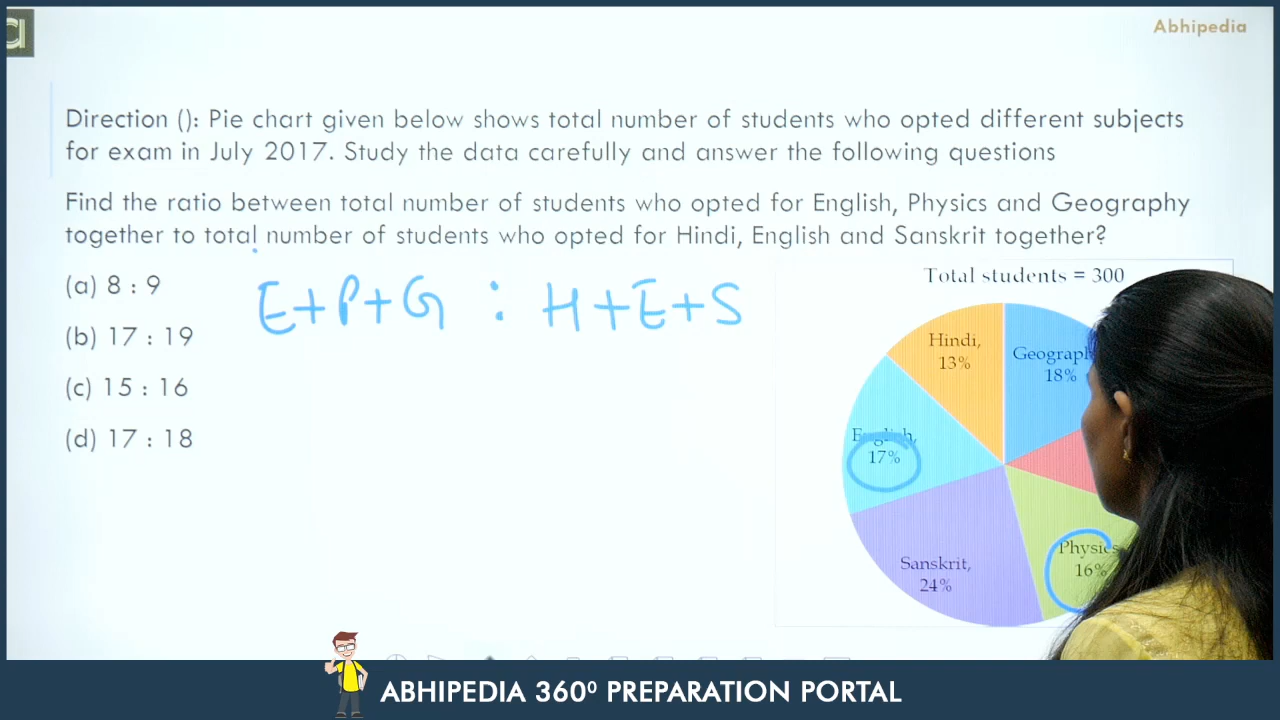 Abhipedia
Direction (): Pie chart given below shows total number of students who opted different subjects
for exam in July 2017. Study the data carefully and answer the following questions
Find the ratio between total number of students who opted for English, Physics and Geography
together to total number of students who opted for Hindi, English and Sanskrit together?
(a) 8 : 9
(b) 17 : 19
(c) 15 : 16
(d) 17 : 18
E+P+G : H+E+S
Total students = 300
Hindi,
13%
18%
English,
17%
Physics
16%
Sanskrit,
24%
ABHIPEDIA 360⁰ PREPARATION PORTAL